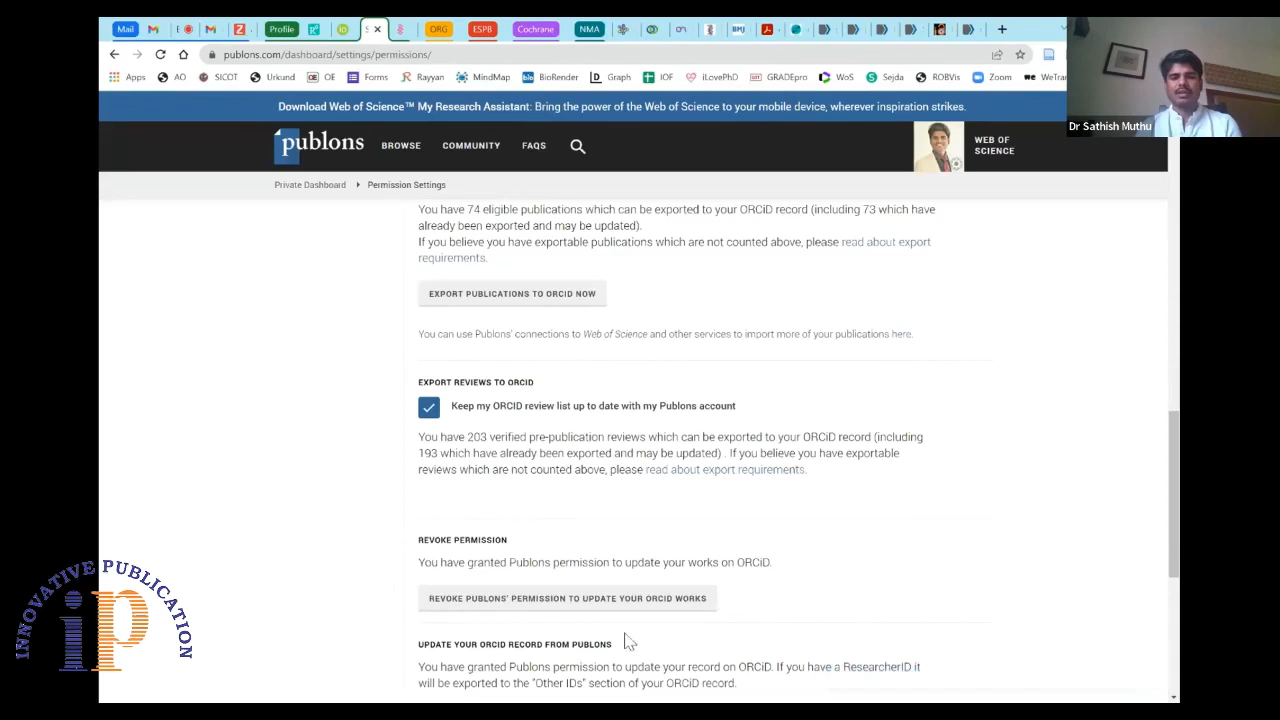 Mail
Profile
ORG
ESPB
Cochrane
NMA
BMJ
publons.com/dashboard/settings/permissions/
Apps AO SICOT Urkund OE Forms Rayyan MindMap BioRender Graph IOF iLovePhD GRADEpro WoS Sejda ROBVis Zoom WeTra
Download Web of Science™ My Research Assistant: Bring the power of the Web of Science to your mobile device, wherever inspiration strikes.
Dr Sathish Muthu
publons BROWSE COMMUNITY FAQS
WEB OF
SCIENCE
Private Dashboard Permission Settings
You have 74 eligible publications which can be exported to your ORCiD record (including 73 which have
already been exported and may be updated).
If you believe you have exportable publications which are not counted above, please read about export
requirements.
EXPORT PUBLICATIONS TO ORCID NOW
You can use Publons' connections to Web of Science and other services to import more of your publications here.
EXPORT REVIEWS TO ORCID
Keep my ORCID review list up to date with my Publons account
You have 203 verified pre-publication reviews which can be exported to your ORCiD record (including
193 which have already been exported and may be updated) . If you believe you have exportable
reviews which are not counted above, please read about export requirements.
REVOKE PERMISSION
You have granted Publons permission to update your works on ORCiD.
REVOKE PUBLONS' PERMISSION TO UPDATE YOUR ORCID WORKS
UPDATE YOUR ORCID RECORD FROM PUBLONS
You have granted Publons permission to update your record on ORCiD. If you have a ResearcherID it
will be exported to the "Other IDs" section of your ORCiD record.
INNOVATIVE PUBLICATION
ip